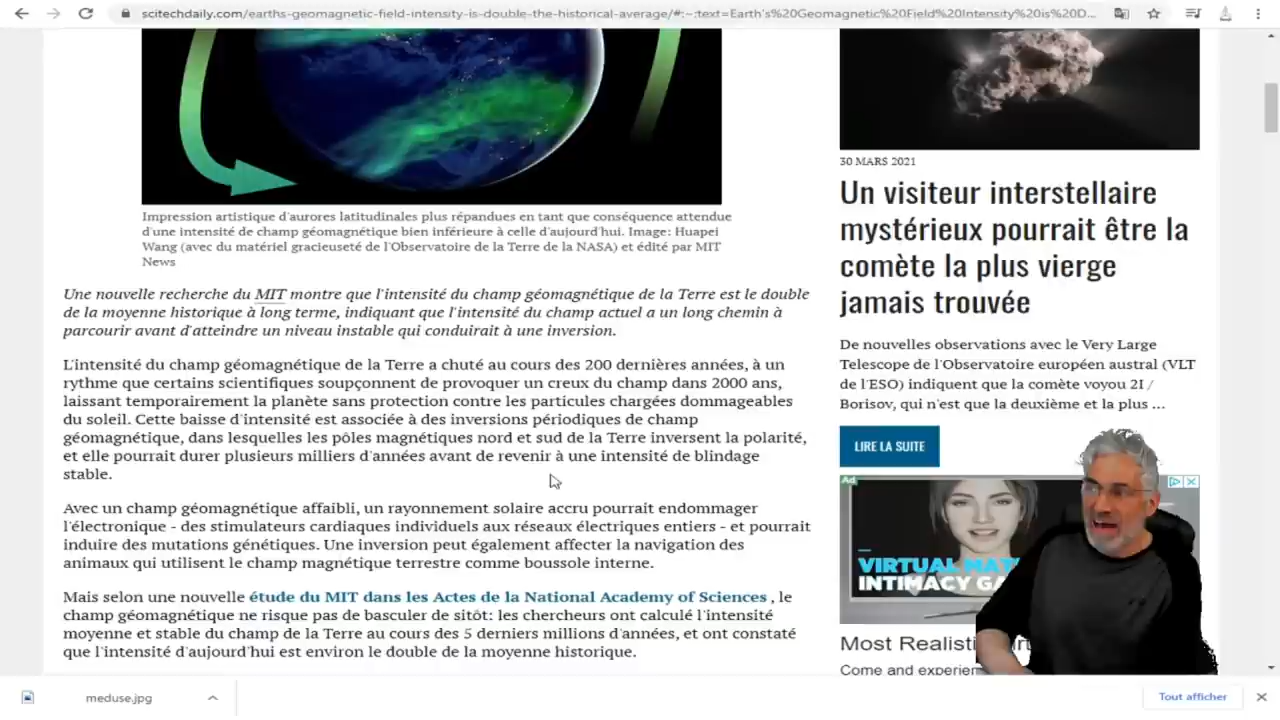 scitechdaily.com/earths-geomagnetic-field-intensity-is-double-the-historical-average/#:~:text=Earth's%20Geomagnetic%20Field%20Intensity%20is%20D...
Impression artistique d'aurores latitudinales plus répandues en tant que conséquence attendue
d'une intensité de champ géomagnétique bien inférieure à celle d'aujourd'hui. Image: Huapei
Wang (avec du matériel gracieuseté de l'Observatoire de la Terre de la NASA) et édité par MIT
News
Une nouvelle recherche du MIT montre que l'intensité du champ géomagnétique de la Terre est le double
de la moyenne historique à long terme, indiquant que l'intensité du champ actuel a un long chemin à
parcourir avant d'atteindre un niveau instable qui conduirait à une inversion.
L'intensité du champ géomagnétique de la Terre a chuté au cours des 200 dernières années, à un
rythme que certains scientifiques soupçonnent de provoquer un creux du champ dans 2000 ans,
laissant temporairement la planète sans protection contre les particules chargées dommageables
du soleil. Cette baisse d'intensité est associée à des inversions périodiques de champ
géomagnétique, dans lesquelles les pôles magnétiques nord et sud de la Terre inversent la polarité,
et elle pourrait durer plusieurs milliers d'années avant de revenir à une intensité de blindage
stable.
Avec un champ géomagnétique affaibli, un rayonnement solaire accru pourrait endommager
l'électronique - des stimulateurs cardiaques individuels aux réseaux électriques entiers - et pourrait
induire des mutations génétiques. Une inversion peut également affecter la navigation des
animaux qui utilisent le champ magnétique terrestre comme boussole interne.
Mais selon une nouvelle étude du MIT dans les Actes de la National Academy of Sciences , le
champ géomagnétique ne risque pas de basculer de sitôt: les chercheurs ont calculé l'intensité
moyenne et stable du champ de la Terre au cours des 5 derniers millions d'années, et ont constaté
que l'intensité d'aujourd'hui est environ le double de la moyenne historique.
30 MARS 2021
Un visiteur interstellaire
mystérieux pourrait être la
comète la plus vierge
jamais trouvée
De nouvelles observations avec le Very Large
Telescope de l'Observatoire européen austral (VLT
de l'ESO) indiquent que la comète voyou 2I /
Borisov, qui n'est que la deuxième et la plus ...
LIRE LA SUITE
Ad
VIRTUAL
INTIMACY
Most
Come and
meduse.jpg
Tout afficher